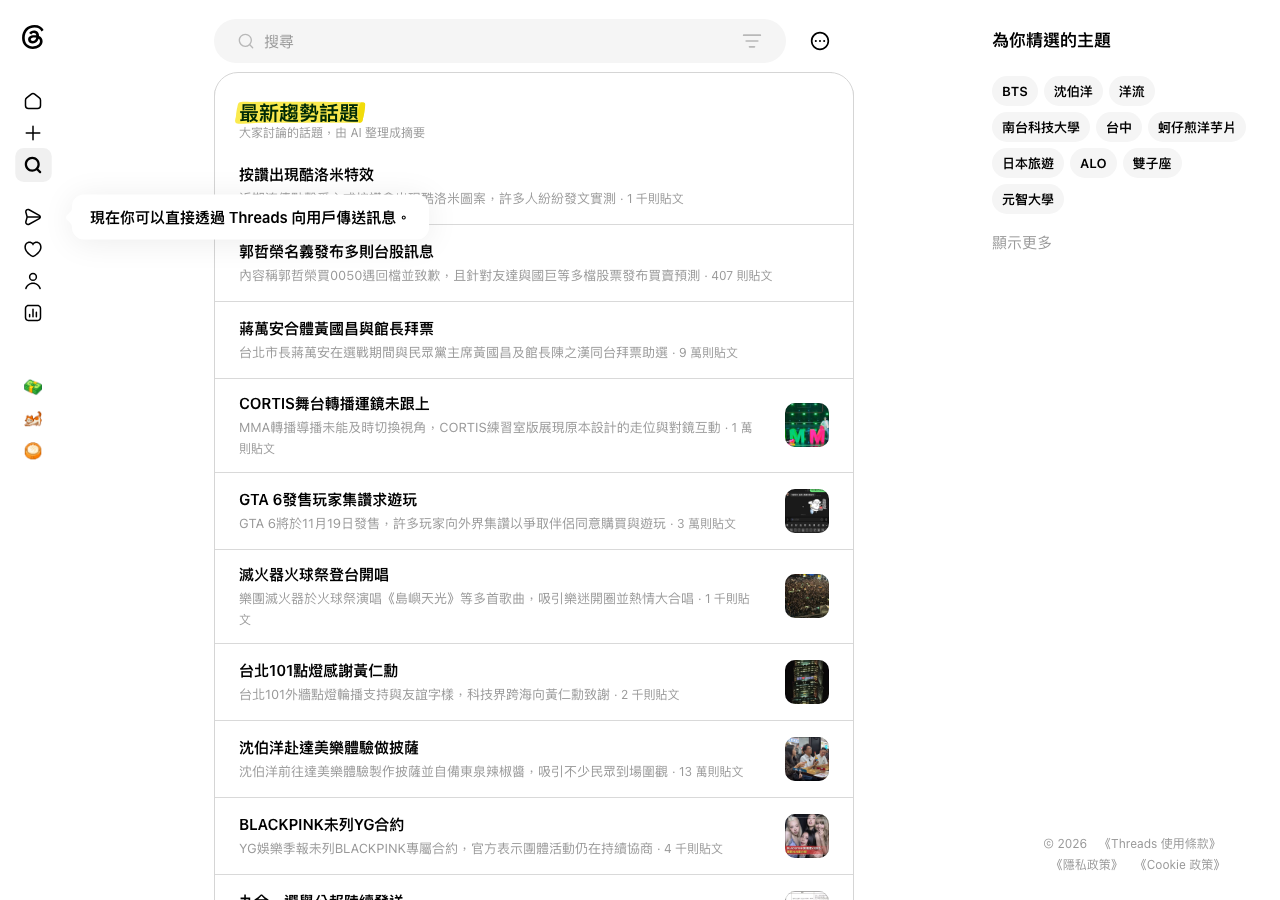 搜尋
最新趨勢話題
大家討論的話題，由 AI 整理成摘要
按讚出現酷洛米特效
酷洛米圖案，許多人紛紛發文實測 · 1 千則貼文
現在你可以直接透過 Threads 向用戶傳送訊息。
郭哲榮名義發布多則台股訊息
內容稱郭哲榮買0050遇回檔並致歉，且針對友達與國巨等多檔股票發布買賣預測 · 407 則貼文
蔣萬安合體黃國昌與館長拜票
台北市長蔣萬安在選戰期間與民眾黨主席黃國昌及館長陳之漢同台拜票助選 · 9 萬則貼文
CORTIS舞台轉播運鏡未跟上
MMA轉播導播未能及時切換視角，CORTIS練習室版展現原本設計的走位與對鏡互動 · 1 萬
則貼文
GTA 6發售玩家集讚求遊玩
GTA 6將於11月19日發售，許多玩家向外界集讚以爭取伴侶同意購買與遊玩 · 3 萬則貼文
滅火器火球祭登台開唱
樂團滅火器於火球祭演唱《島嶼天光》等多首歌曲，吸引樂迷開圈並熱情大合唱 · 1 千則貼
文
台北101點燈感謝黃仁勳
台北101外牆點燈輪播支持與友誼字樣，科技界跨海向黃仁勳致謝 · 2 千則貼文
沈伯洋赴達美樂體驗做披薩
沈伯洋前往達美樂體驗製作披薩並自備東泉辣椒醬，吸引不少民眾到場圍觀 · 13 萬則貼文
BLACKPINK未列YG合約
YG娛樂季報未列BLACKPINK專屬合約，官方表示團體活動仍在持續協商 · 4 千則貼文
為你精選的主題
BTS
沈伯洋
洋流
南台科技大學
台中
蚵仔煎洋芋片
日本旅遊
ALO
雙子座
元智大學
顯示更多
© 2026 《Threads 使用條款》
《隱私政策》 《Cookie 政策》